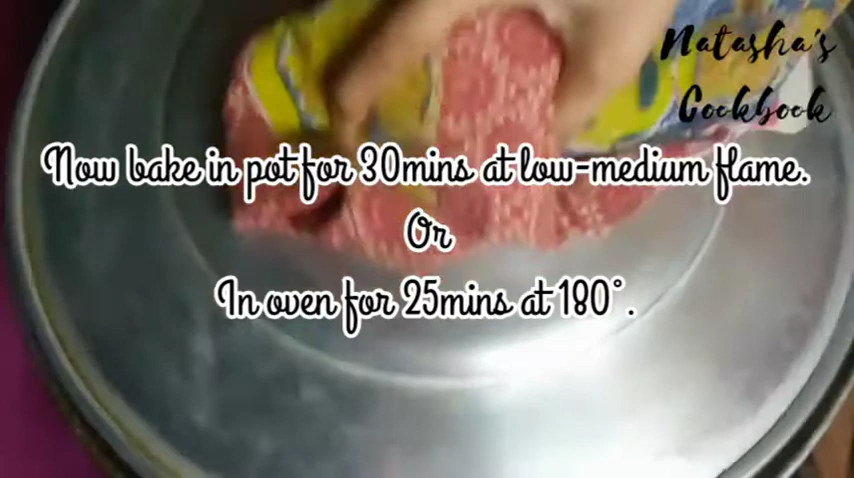 Natasha's
Cookbook
Now bake in pot for 30mins at low-medium flame.
Or
In oven for 25mins at 180°.